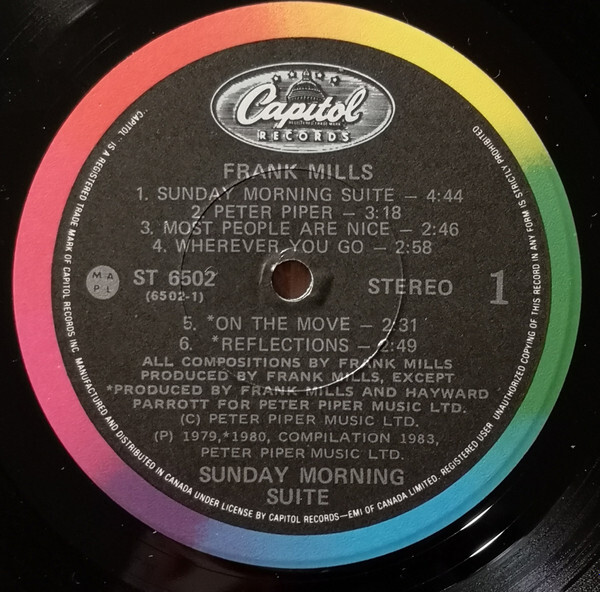 Capitol
REGISTERED TRADE MARK
RECORDS
FRANK MILLS
1. SUNDAY MORNING SUITE – 4:44
2. PETER PIPER – 3:18
3. MOST PEOPLE ARE NICE – 2:46
4. WHEREVER YOU GO – 2:58
MAPL
ST 6502
(6502-1)
STEREO
1
5. *ON THE MOVE – 2:31
6. *REFLECTIONS – 2:49
ALL COMPOSITIONS BY FRANK MILLS
PRODUCED BY FRANK MILLS, EXCEPT
*PRODUCED BY FRANK MILLS AND HAYWARD
PARROTT FOR PETER PIPER MUSIC LTD.
(C) PETER PIPER MUSIC LTD.
(P) 1979,*1980, COMPILATION 1983,
PETER PIPER MUSIC LTD.
SUNDAY MORNING
SUITE
"CAPITOL" IS A REGISTERED TRADE MARK OF CAPITOL RECORDS INC. MANUFACTURED AND DISTRIBUTED IN CANADA UNDER LICENSE BY CAPITOL RECORDS—EMI OF CANADA LIMITED. REGISTERED USER UNAUTHORIZED COPYING OF THIS RECORD IN ANY FORM IS STRICTLY PROHIBITED